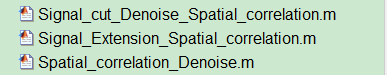 Signal_cut_Denoise_Spatial_correlation.m
Signal_Extension_Spatial_correlation.m
Spatial_correlation_Denoise.m